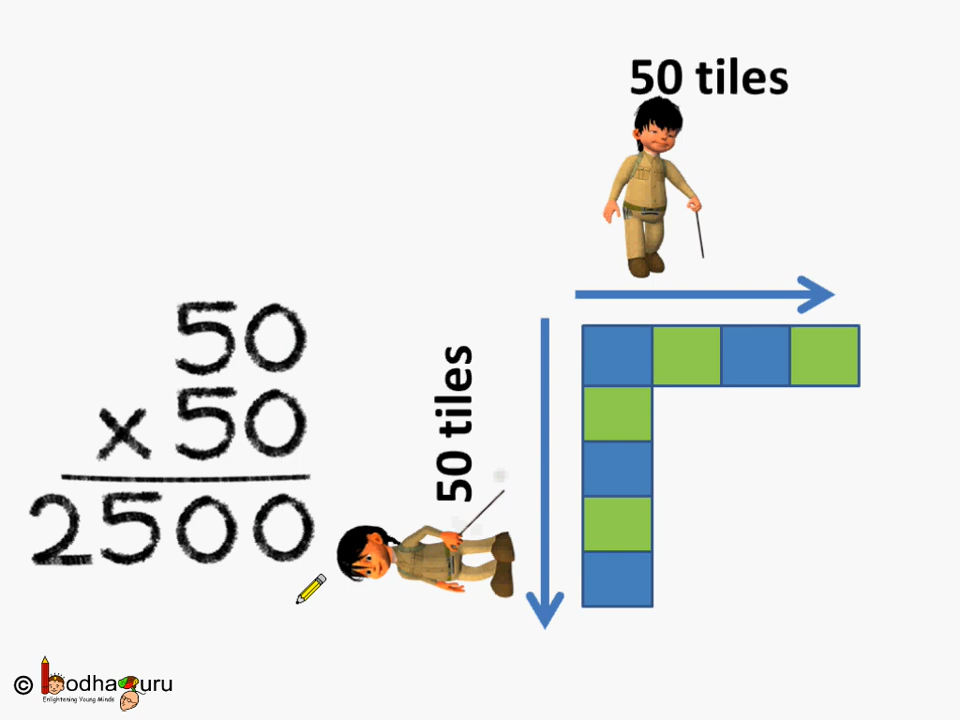 50 tiles
50 tiles
50
x 50
2500
© bodhaguru
Enlightening Young Minds